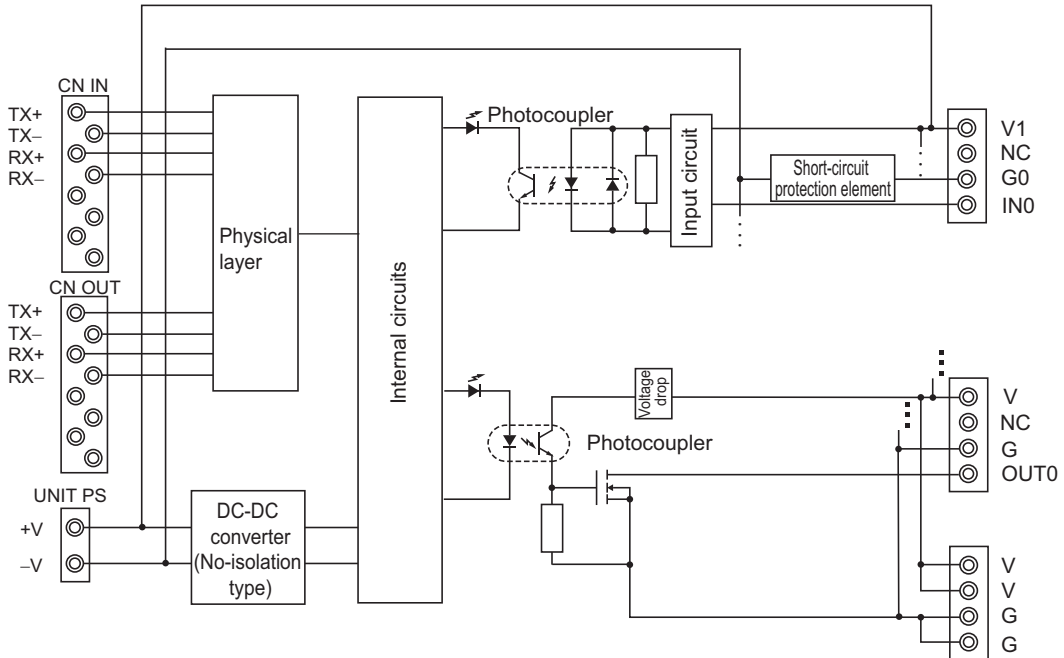 CN IN
TX+
TX−
RX+
RX−
CN OUT
TX+
TX−
RX+
RX−
UNIT PS
+V
−V
Physical
layer
DC-DC
converter
(No-isolation
type)
Internal circuits
Photocoupler
Input circuit
Short-circuit
protection element
V1
NC
G0
IN0
Voltage
drop
Photocoupler
V
NC
G
OUT0
V
V
G
G